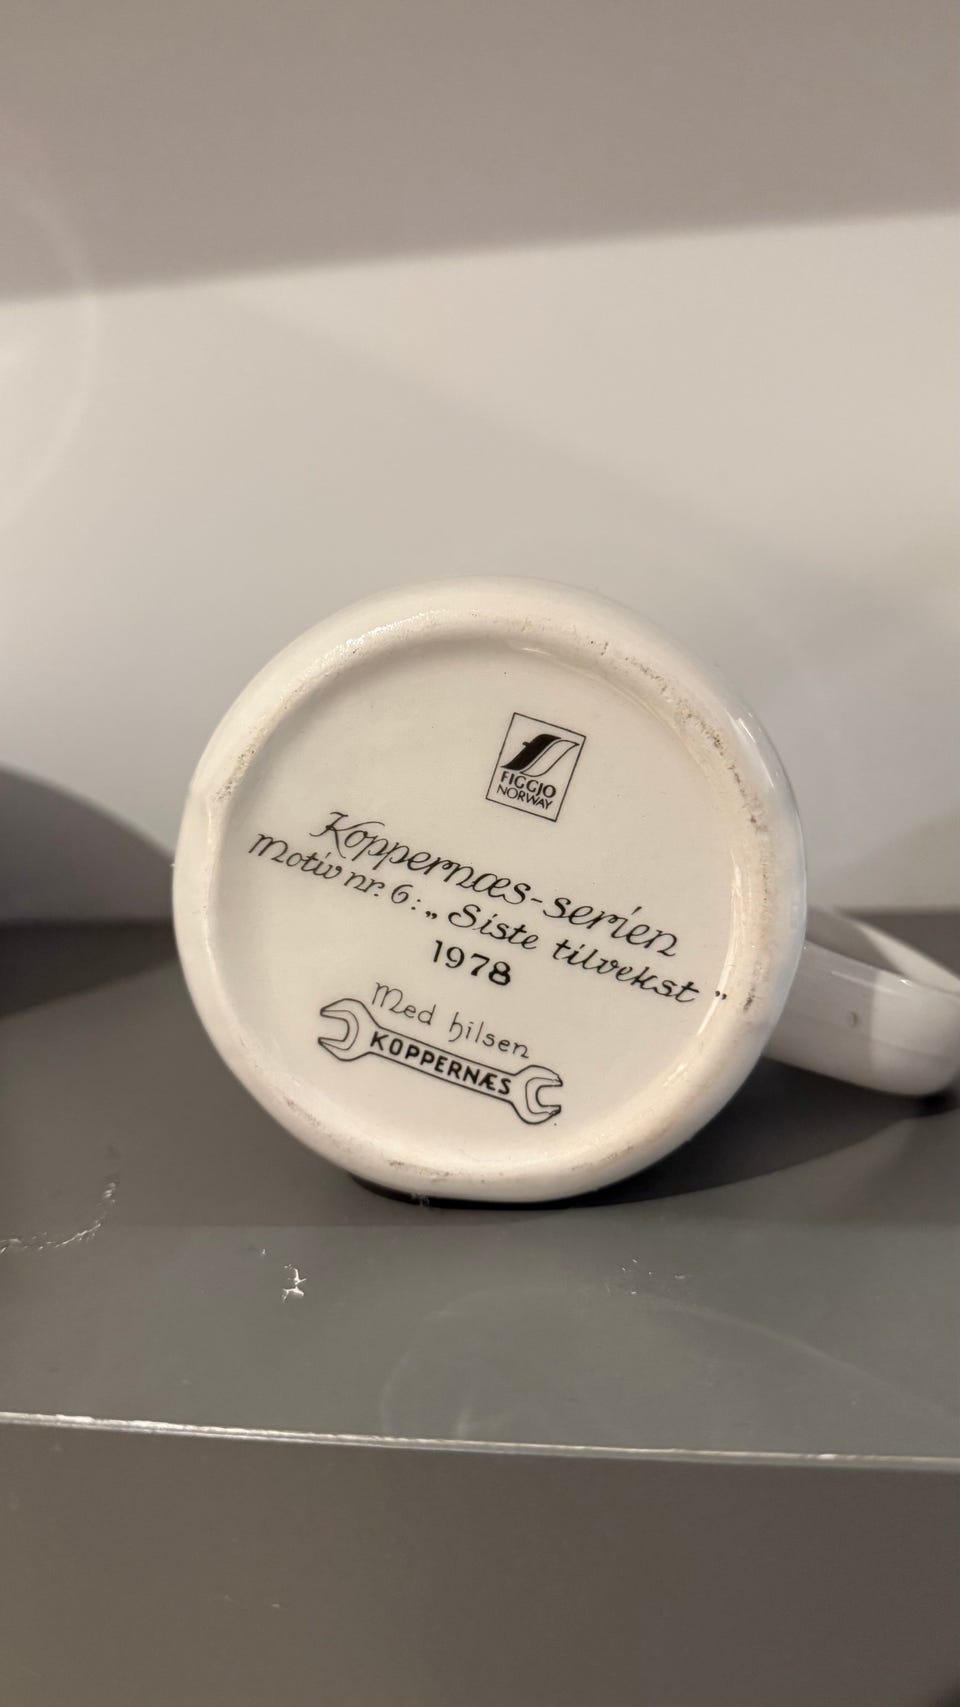 FIGGJO
NORWAY
Koppernæs-serien
Motiv nr. 6: „Siste tilvekst”
1978
Med hilsen
KOPPERNÆS